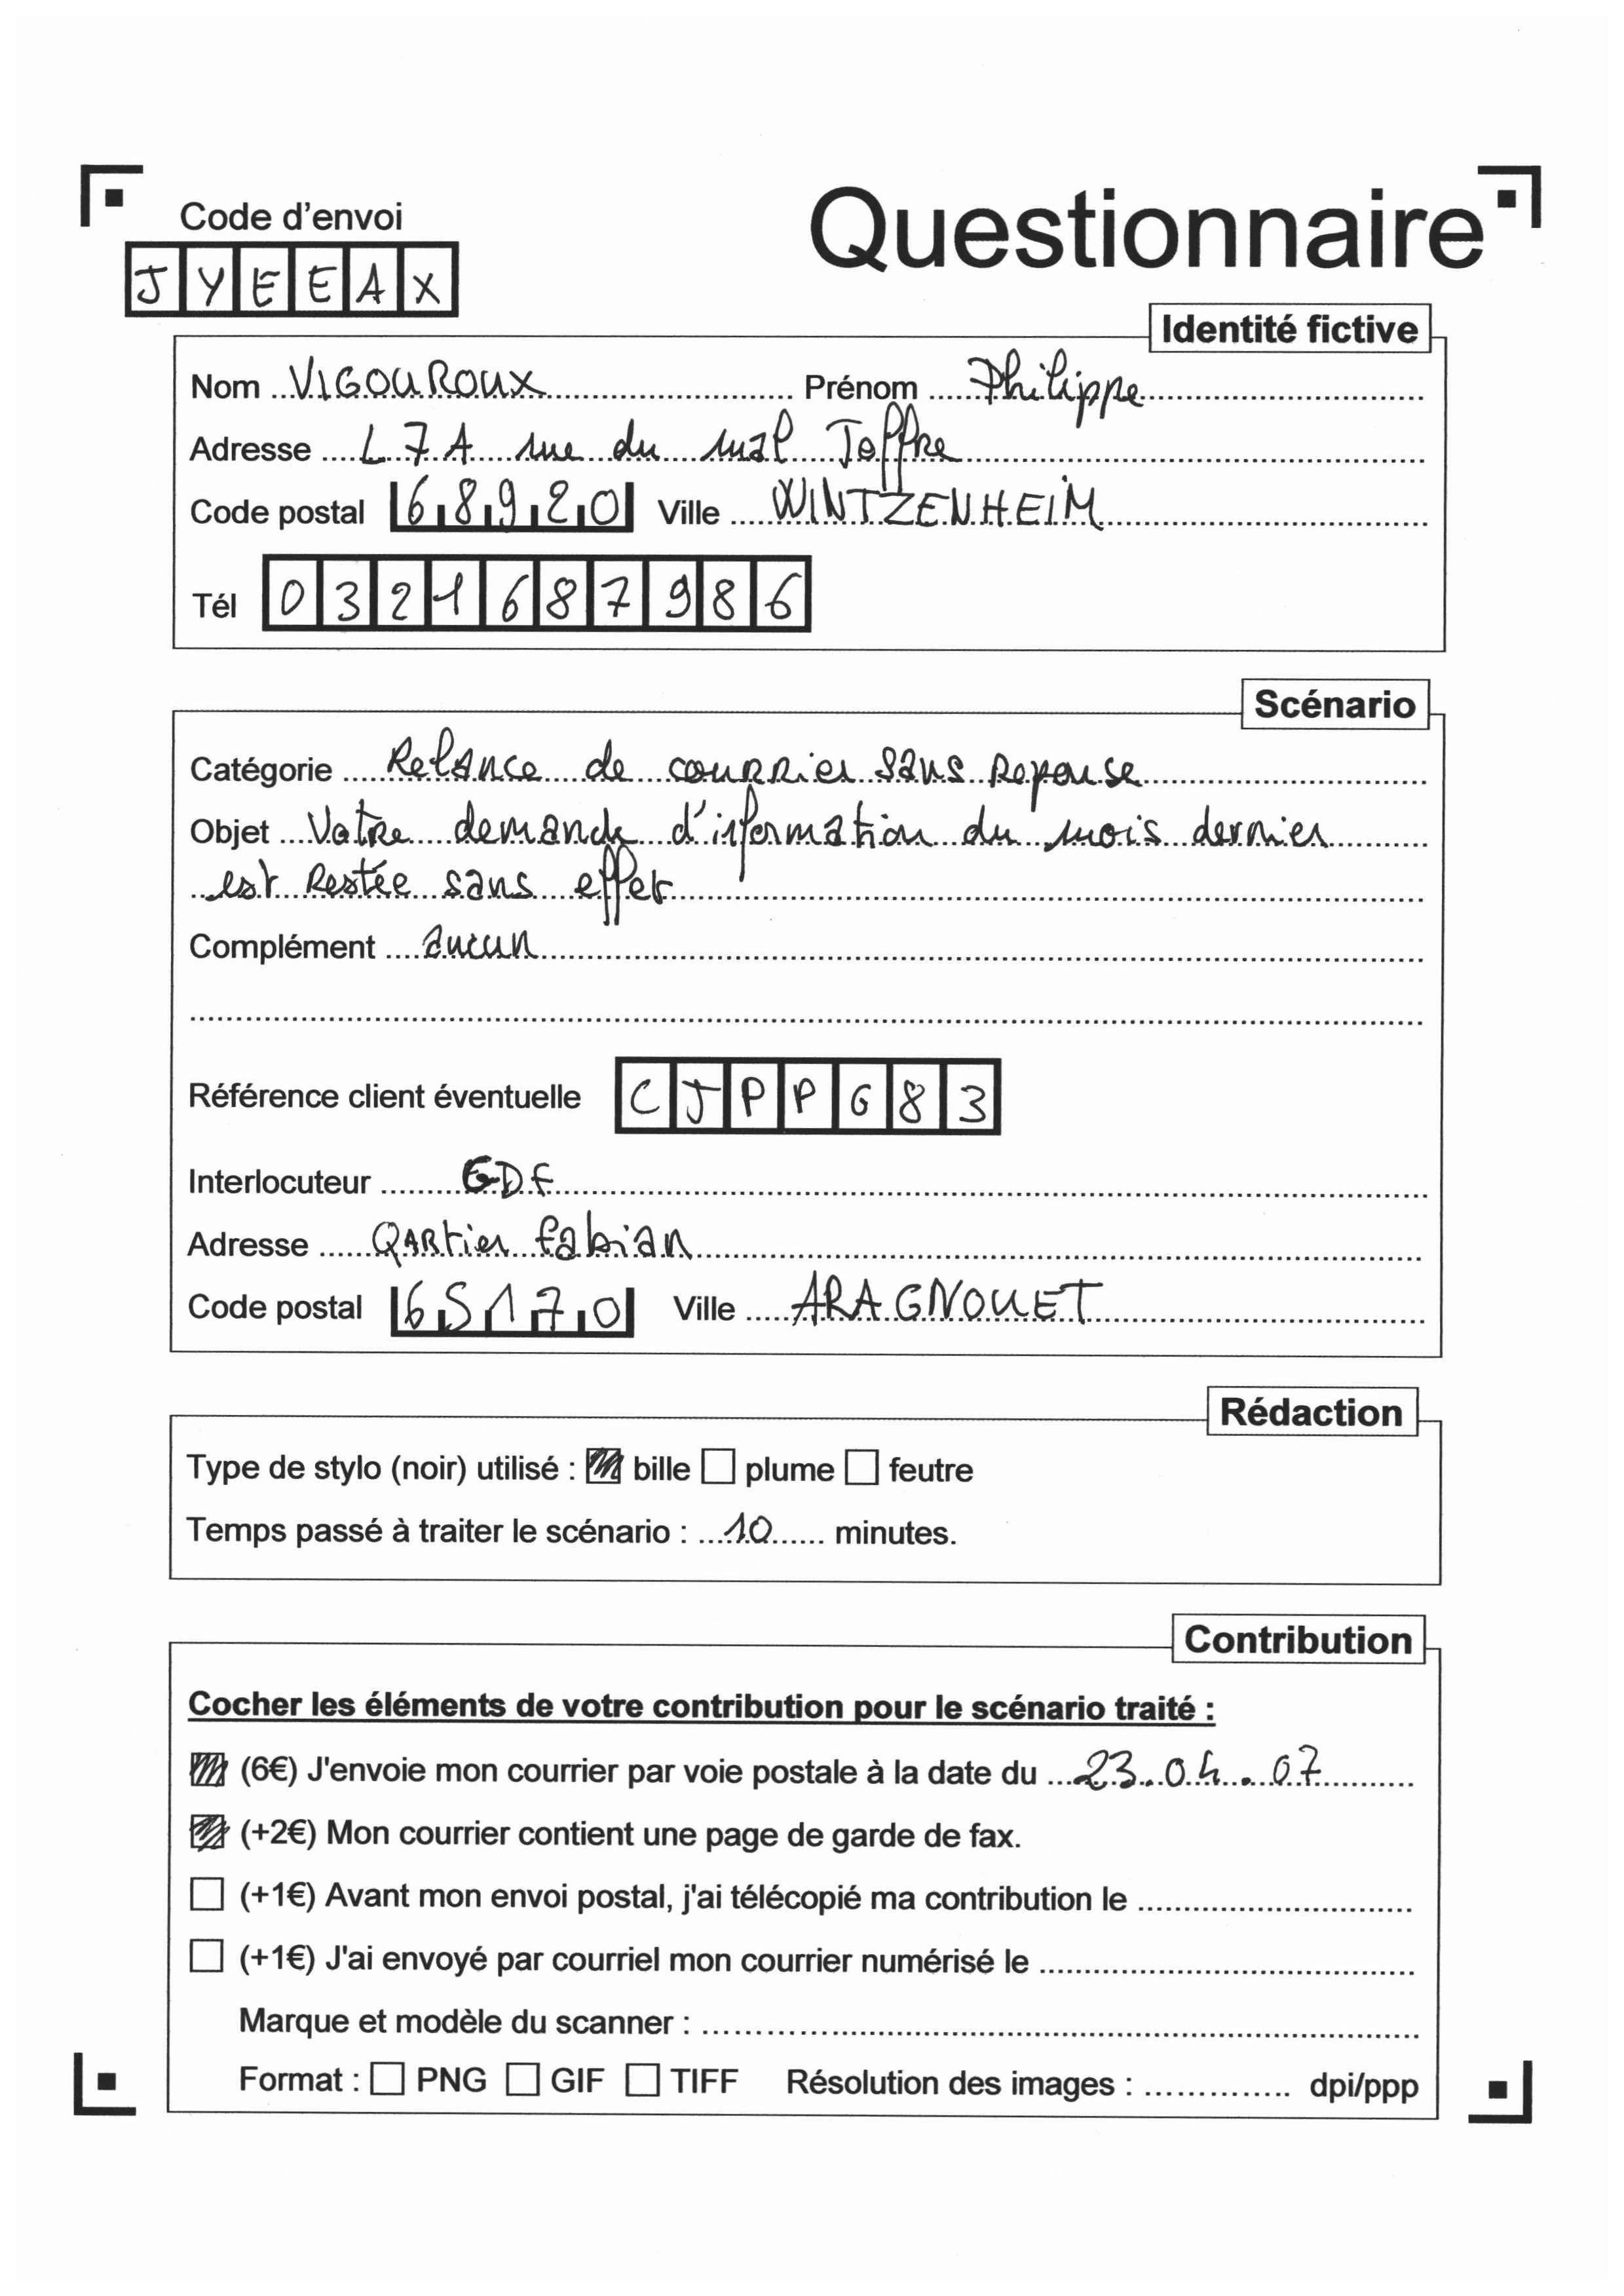 Code d'envoi
Questionnaire
J Y E E A X
Identité fictive
Nom VIGOUROUX Prénom Philippe
Adresse L7A rue du mal Joffre
Code postal 68920 Ville WINTZENHEIM
Tél 0321687986
Scénario
Catégorie Relance de courrier sans reponse
Objet Votre demande d'information du mois dernier
est restée sans effet
Complément aucun
Référence client éventuelle CJPPG83
Interlocuteur GDF
Adresse QARtier fabian
Code postal 65170 Ville ARAGNOUET
Rédaction
Type de stylo (noir) utilisé : bille plume feutre
Temps passé à traiter le scénario : 10 minutes.
Contribution
Cocher les éléments de votre contribution pour le scénario traité :
(6€) J'envoie mon courrier par voie postale à la date du 23.04.07
(+2€) Mon courrier contient une page de garde de fax.
(+1€) Avant mon envoi postal, j'ai télécopié ma contribution le
(+1€) J'ai envoyé par courriel mon courrier numérisé le
Marque et modèle du scanner :
Format : PNG GIF TIFF Résolution des images : dpi/ppp